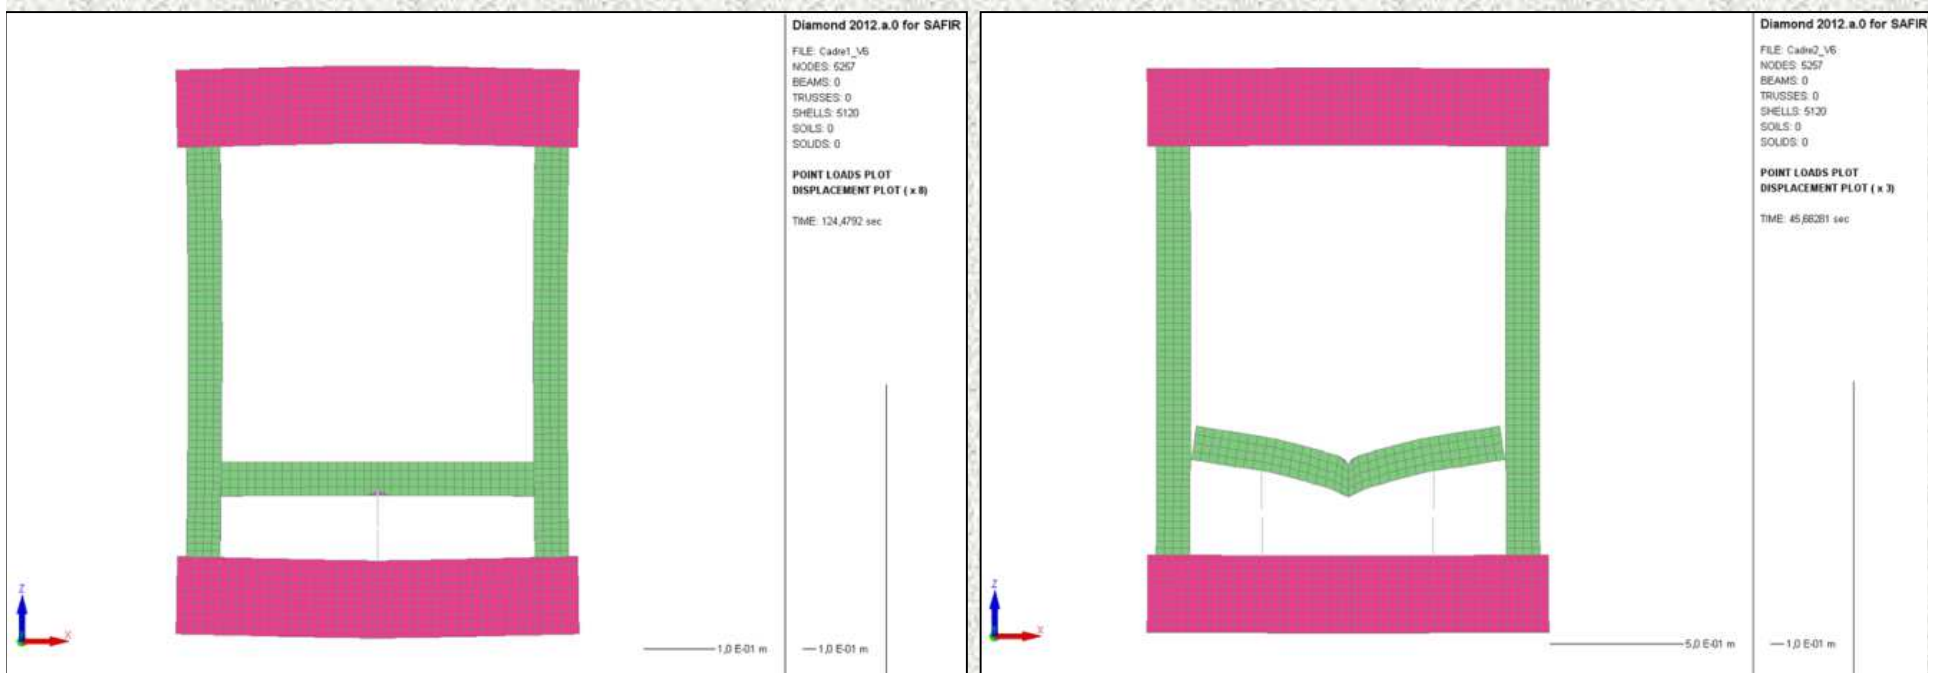 Diamond 2012.a.0 for SAFIR
FILE: Cadre1_V6
NODES: 5257
BEAMS: 0
TRUSSES: 0
SHELLS: 5120
SOILS: 0
SOLIDS: 0
POINT LOADS PLOT
DISPLACEMENT PLOT ( x 8)
TIME: 124,4792 sec
Z
X
1,0 E-01 m
1,0 E-01 m
Diamond 2012.a.0 for SAFIR
FILE: Cadre2_V6
NODES: 5257
BEAMS: 0
TRUSSES: 0
SHELLS: 5120
SOILS: 0
SOLIDS: 0
POINT LOADS PLOT
DISPLACEMENT PLOT ( x 3)
TIME: 45,68281 sec
Z
X
5,0 E-01 m
1,0 E-01 m